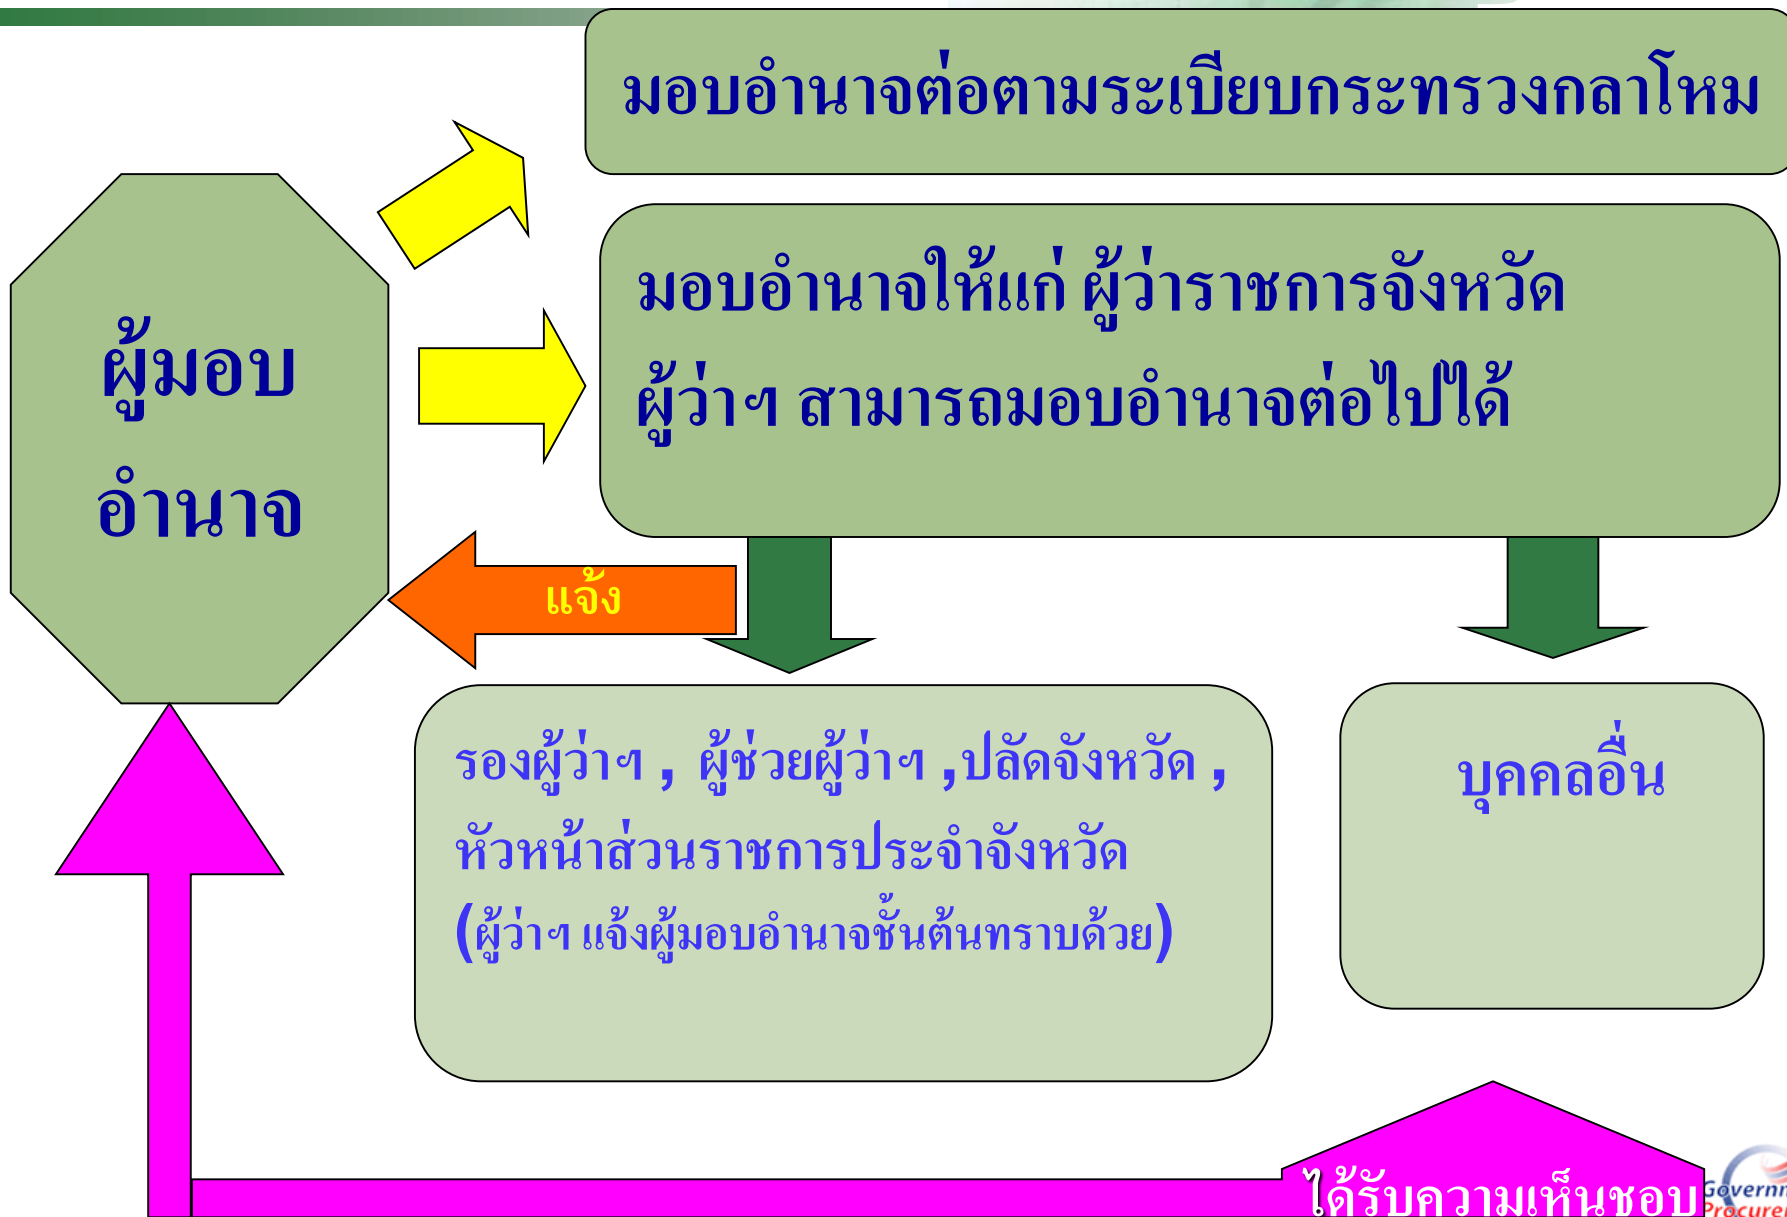 มอบอำนาจต่อตามระเบียบกระทรวงกลาโหม
มอบอำนาจให้แก่ ผู้ว่าราชการจังหวัด
ผู้ว่าฯ สามารถมอบอำนาจต่อไปได้
ผู้มอบ
อำนาจ
แจ้ง
รองผู้ว่าฯ , ผู้ช่วยผู้ว่าฯ ,ปลัดจังหวัด ,
หัวหน้าส่วนราชการประจำจังหวัด
(ผู้ว่าฯ แจ้งผู้มอบอำนาจชั้นต้นทราบด้วย)
บุคคลอื่น
ได้รับความเห็นชอบ